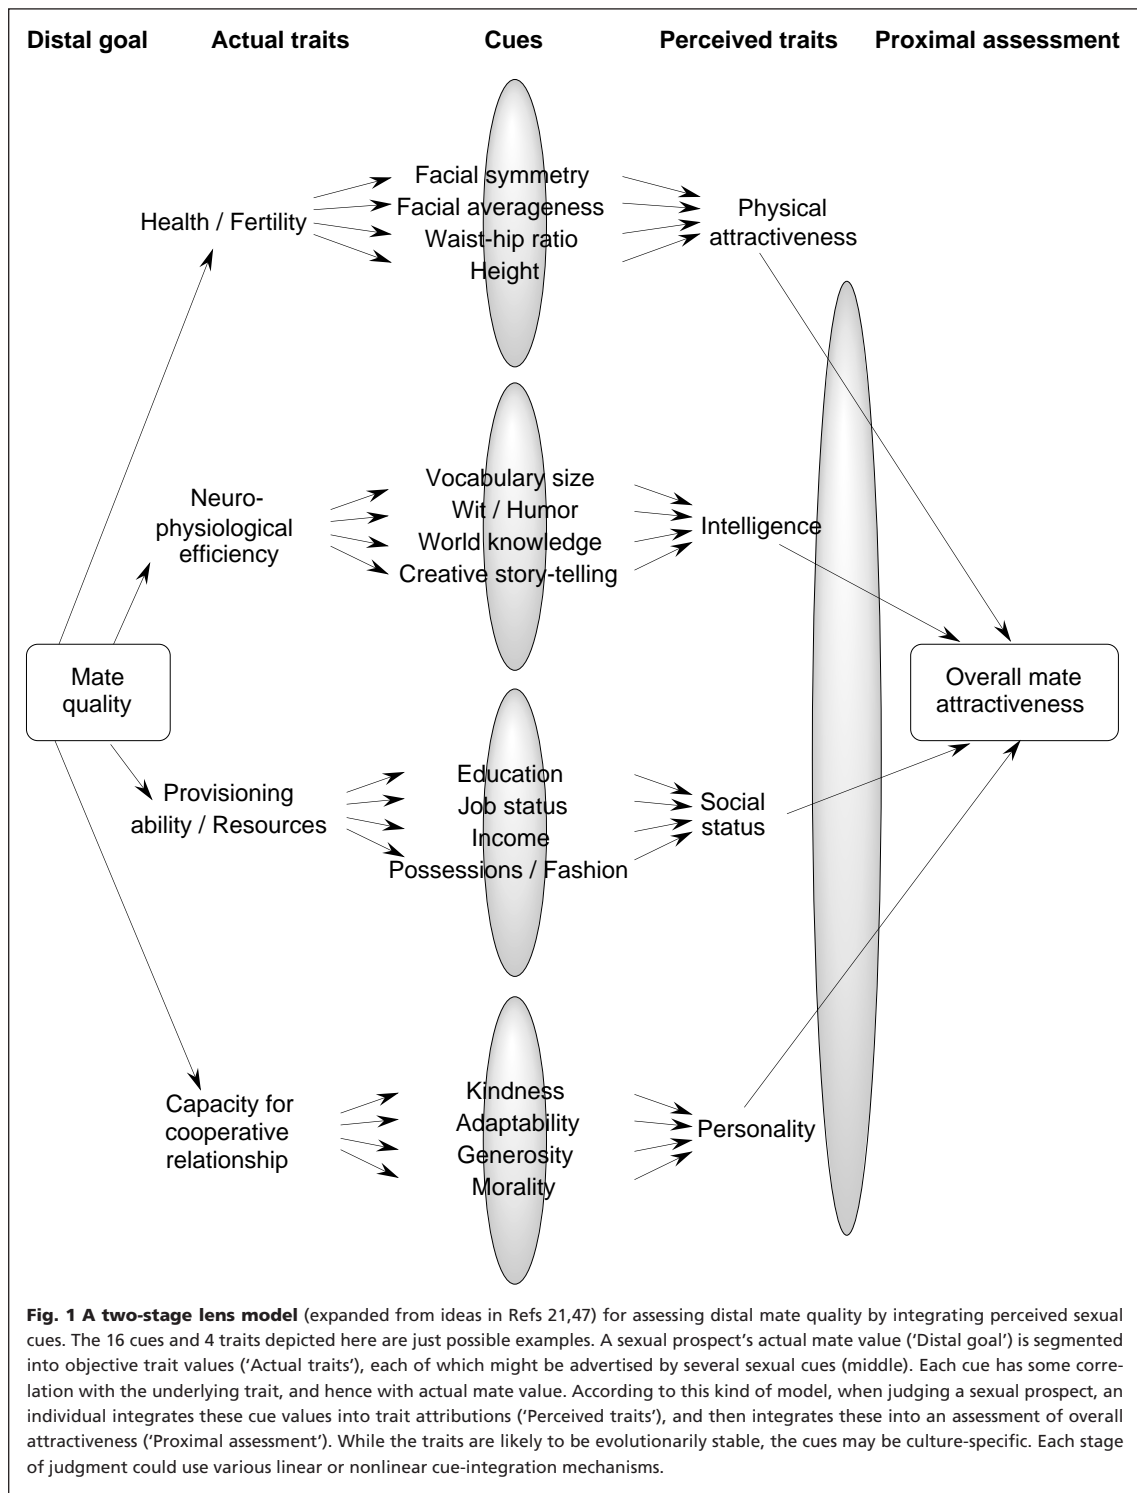 Distal goal Actual traits Cues Perceived traits Proximal assessment
Facial symmetry
Facial averageness
Waist-hip ratio
Height
Health / Fertility
Physical
attractiveness
Vocabulary size
Wit / Humor
World knowledge
Creative story-telling
Neuro-
physiological
efficiency
Intelligence
Mate
quality
Overall mate
attractiveness
Education
Job status
Income
Possessions / Fashion
Provisioning
ability / Resources
Social
status
Kindness
Adaptability
Generosity
Morality
Capacity for
cooperative
relationship
Personality
Fig. 1 A two-stage lens model (expanded from ideas in Refs 21,47) for assessing distal mate quality by integrating perceived sexual
cues. The 16 cues and 4 traits depicted here are just possible examples. A sexual prospect's actual mate value ('Distal goal') is segmented
into objective trait values ('Actual traits'), each of which might be advertised by several sexual cues (middle). Each cue has some corre-
lation with the underlying trait, and hence with actual mate value. According to this kind of model, when judging a sexual prospect, an
individual integrates these cue values into trait attributions ('Perceived traits'), and then integrates these into an assessment of overall
attractiveness ('Proximal assessment'). While the traits are likely to be evolutionarily stable, the cues may be culture-specific. Each stage
of judgment could use various linear or nonlinear cue-integration mechanisms.